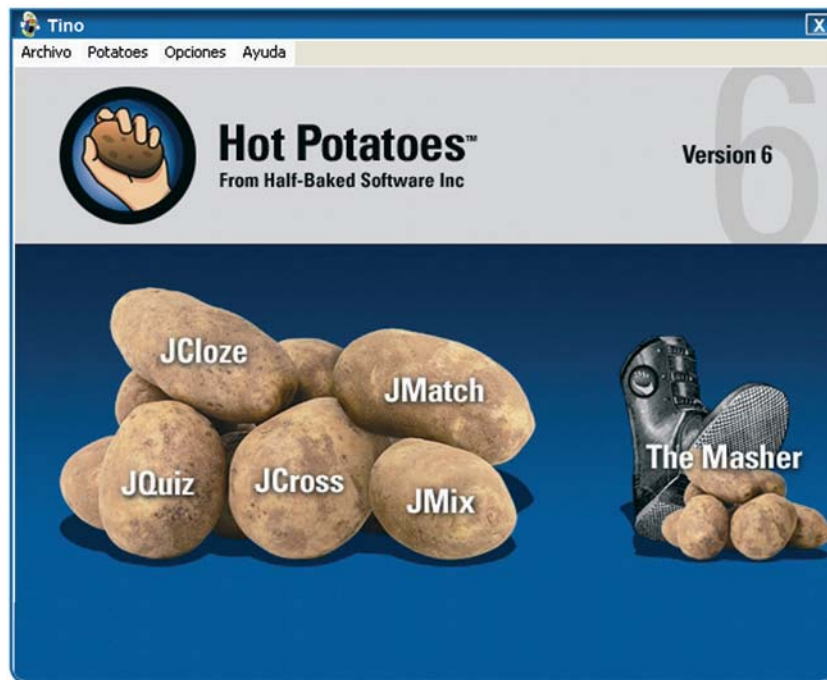 Tino X
Archivo Potatoes Opciones Ayuda
Hot Potatoes™
From Half-Baked Software Inc
Version 6
6
JCloze
JMatch
JQuiz
JCross
JMix
The Masher